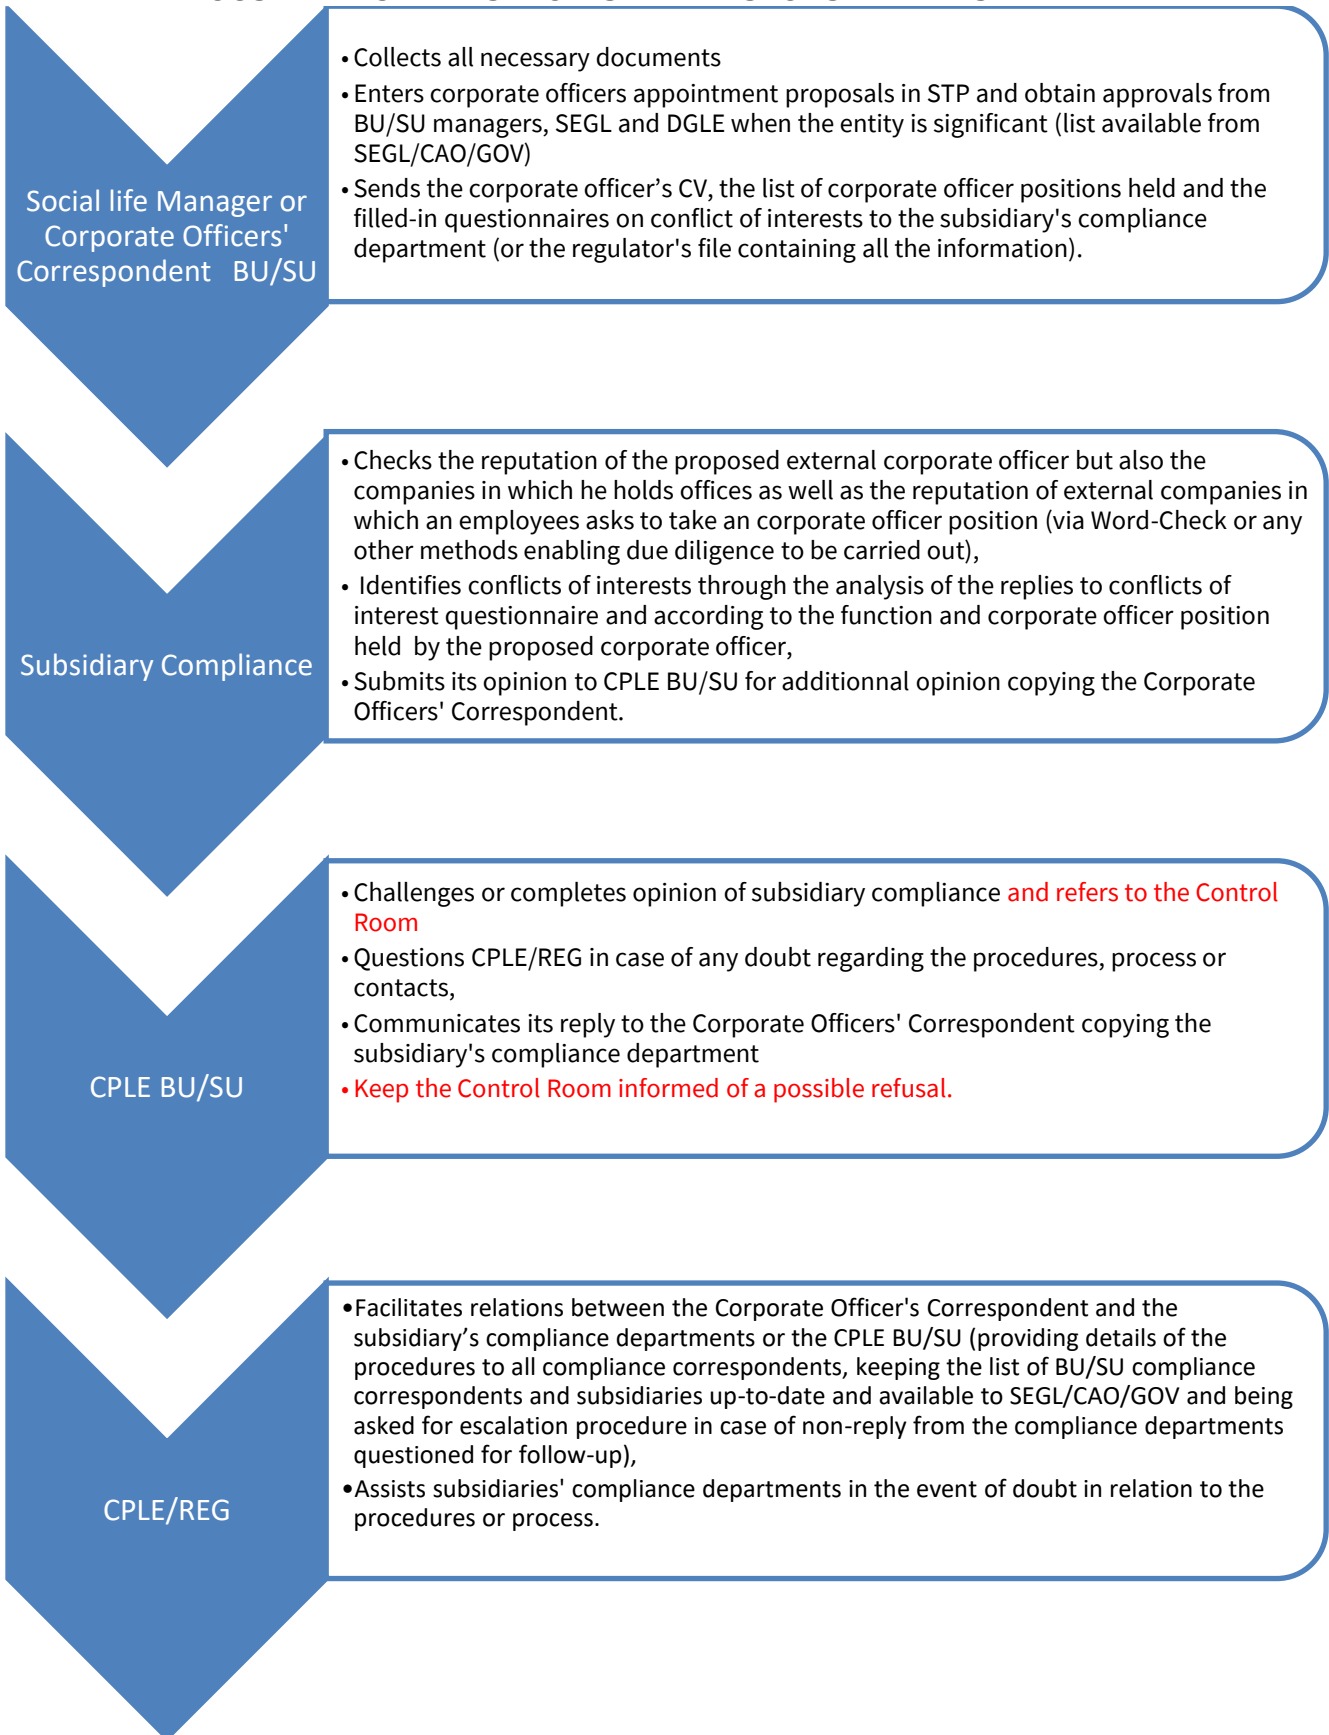 Social life Manager or
Corporate Officers'
Correspondent BU/SU
• Collects all necessary documents
• Enters corporate officers appointment proposals in STP and obtain approvals from
BU/SU managers, SEGL and DGLE when the entity is significant (list available from
SEGL/CAO/GOV)
• Sends the corporate officer’s CV, the list of corporate officer positions held and the
filled-in questionnaires on conflict of interests to the subsidiary's compliance
department (or the regulator's file containing all the information).
Subsidiary Compliance
• Checks the reputation of the proposed external corporate officer but also the
companies in which he holds offices as well as the reputation of external companies in
which an employees asks to take an corporate officer position (via Word-Check or any
other methods enabling due diligence to be carried out),
• Identifies conflicts of interests through the analysis of the replies to conflicts of
interest questionnaire and according to the function and corporate officer position
held by the proposed corporate officer,
• Submits its opinion to CPLE BU/SU for additionnal opinion copying the Corporate
Officers' Correspondent.
CPLE BU/SU
• Challenges or completes opinion of subsidiary compliance and refers to the Control
Room
• Questions CPLE/REG in case of any doubt regarding the procedures, process or
contacts,
• Communicates its reply to the Corporate Officers' Correspondent copying the
subsidiary's compliance department
• Keep the Control Room informed of a possible refusal.
CPLE/REG
•Facilitates relations between the Corporate Officer's Correspondent and the
subsidiary’s compliance departments or the CPLE BU/SU (providing details of the
procedures to all compliance correspondents, keeping the list of BU/SU compliance
correspondents and subsidiaries up-to-date and available to SEGL/CAO/GOV and being
asked for escalation procedure in case of non-reply from the compliance departments
questioned for follow-up),
•Assists subsidiaries' compliance departments in the event of doubt in relation to the
procedures or process.